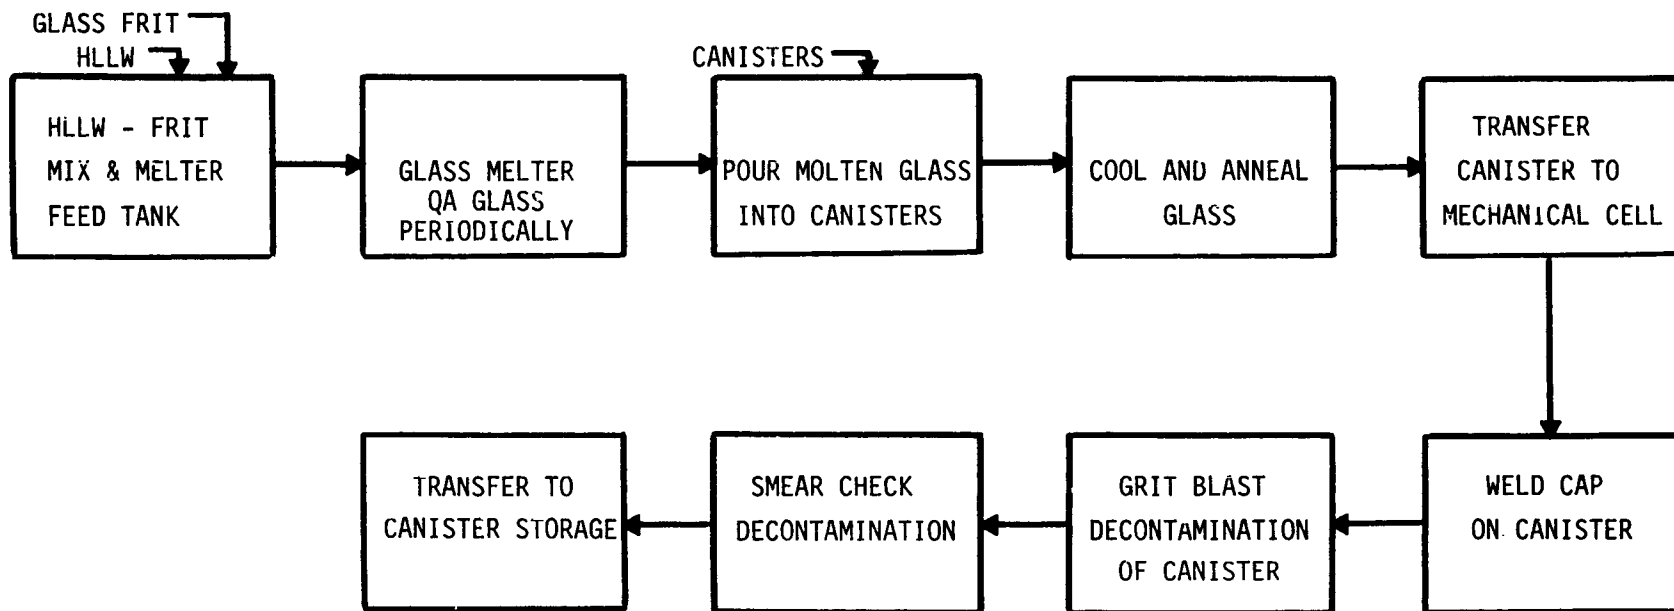 GLASS FRIT
HLLW
HLLW - FRIT
MIX & MELTER
FEED TANK
GLASS MELTER
QA GLASS
PERIODICALLY
CANISTERS
POUR MOLTEN GLASS
INTO CANISTERS
COOL AND ANNEAL
GLASS
TRANSFER
CANISTER TO
MECHANICAL CELL
WELD CAP
ON CANISTER
GRIT BLAST
DECONTAMINATION
OF CANISTER
SMEAR CHECK
DECONTAMINATION
TRANSFER TO
CANISTER STORAGE